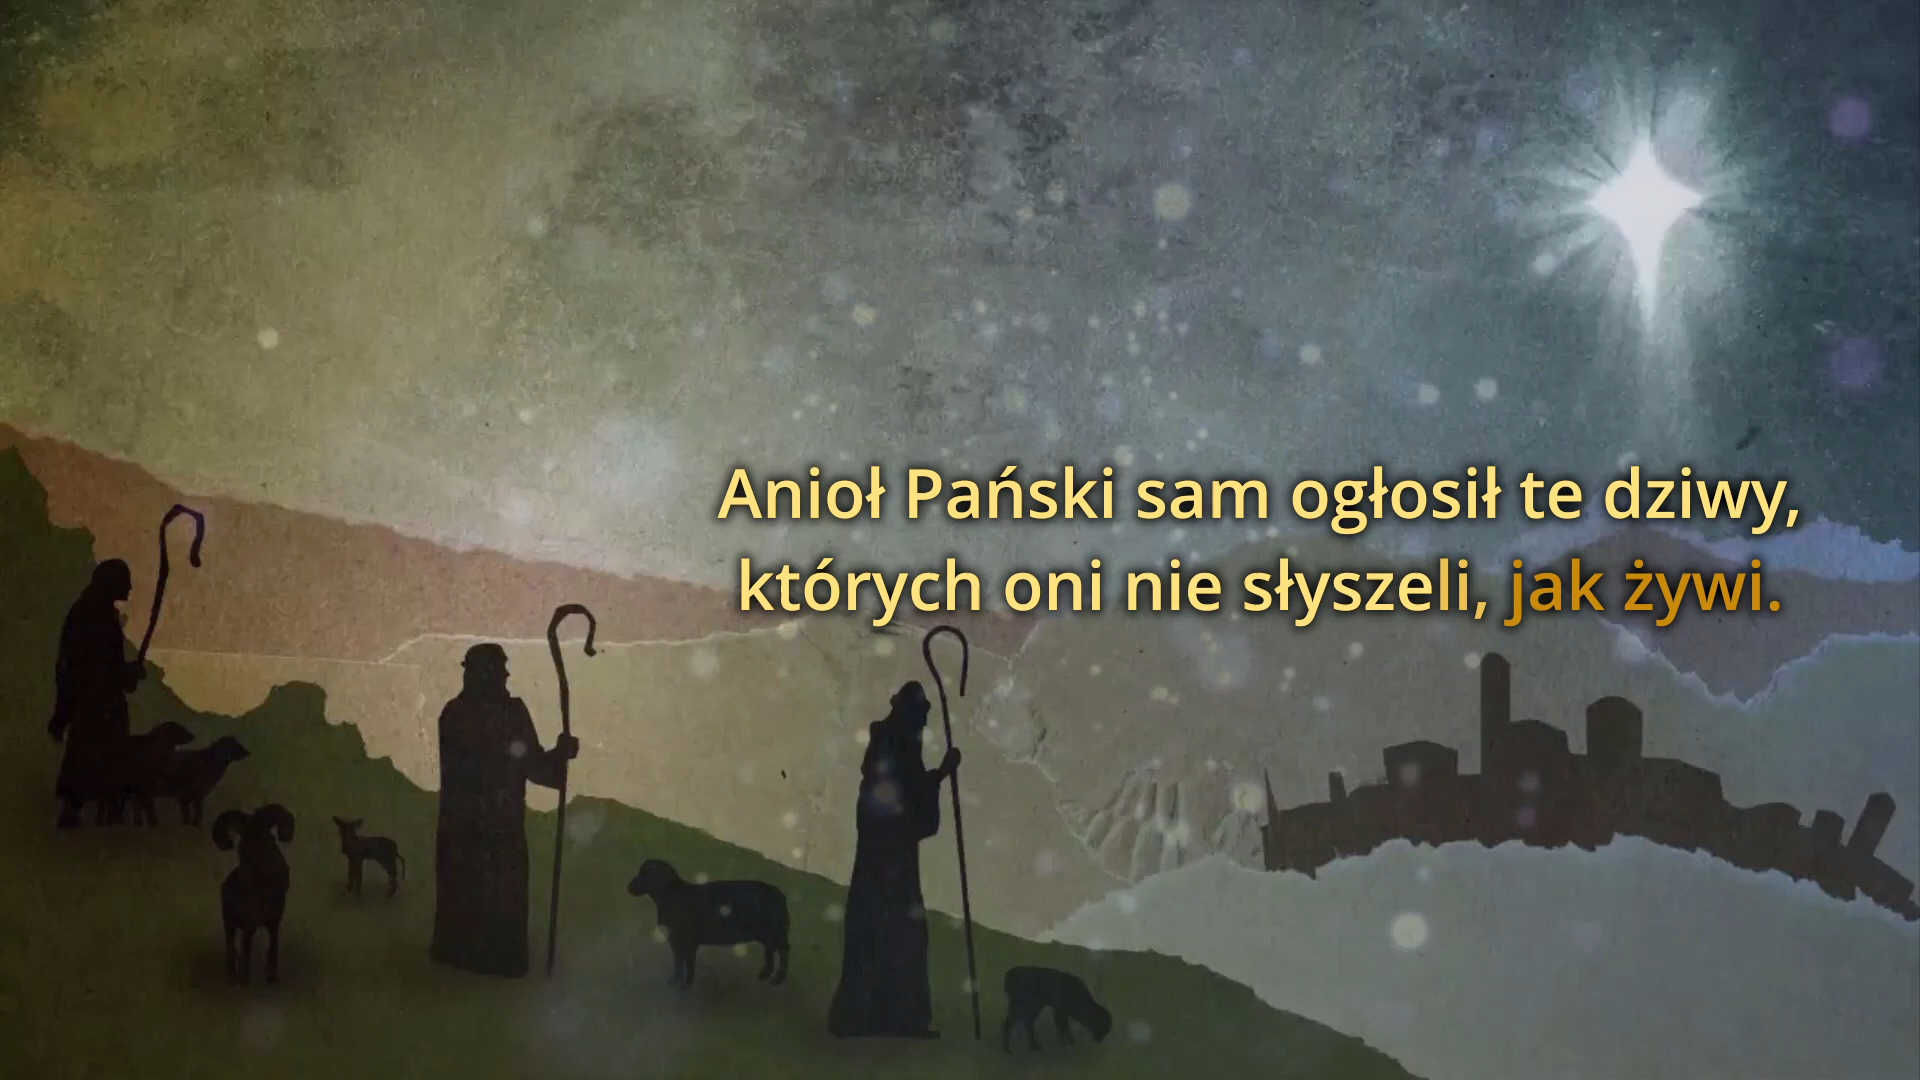 Anioł Pański sam ogłosił te dziwy,
których oni nie słyszeli, jak żywi.